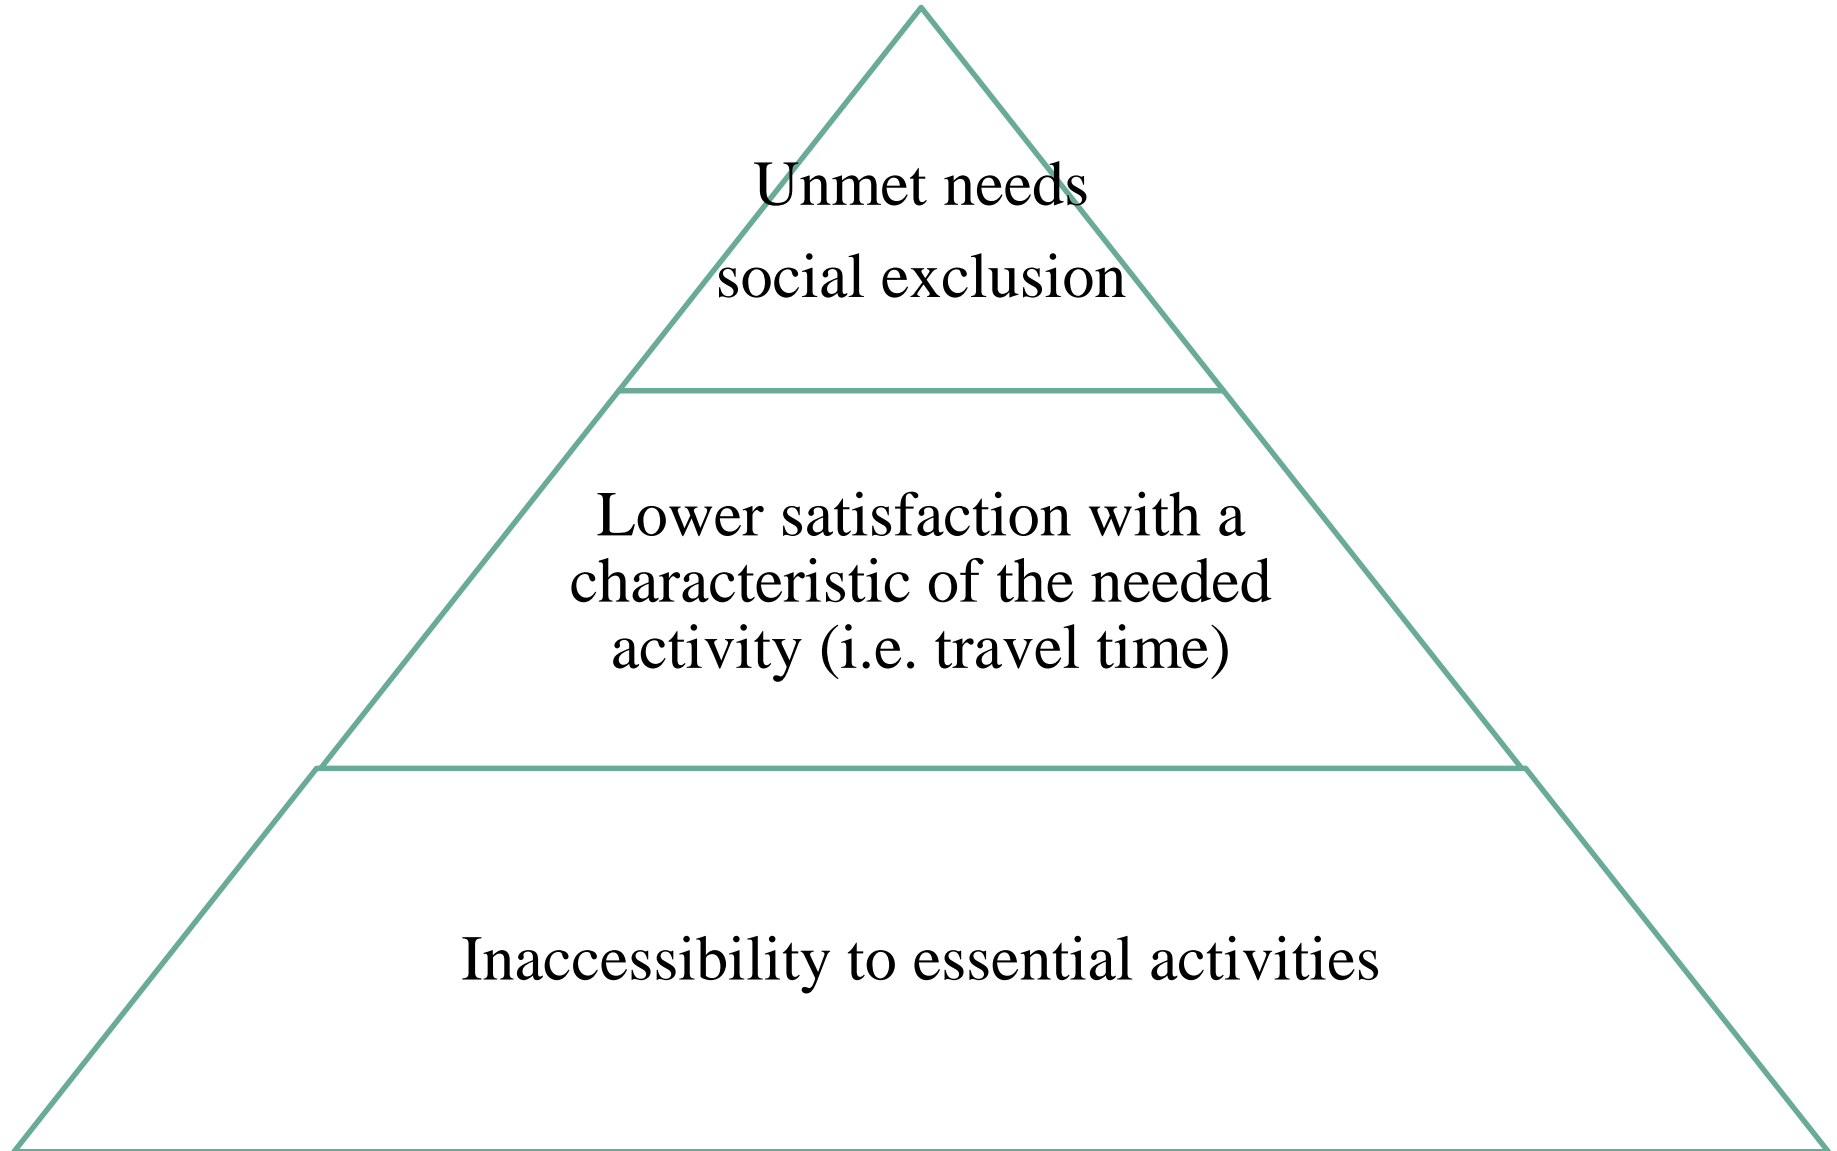 Unmet needs
social exclusion
Lower satisfaction with a
characteristic of the needed
activity (i.e. travel time)
Inaccessibility to essential activities